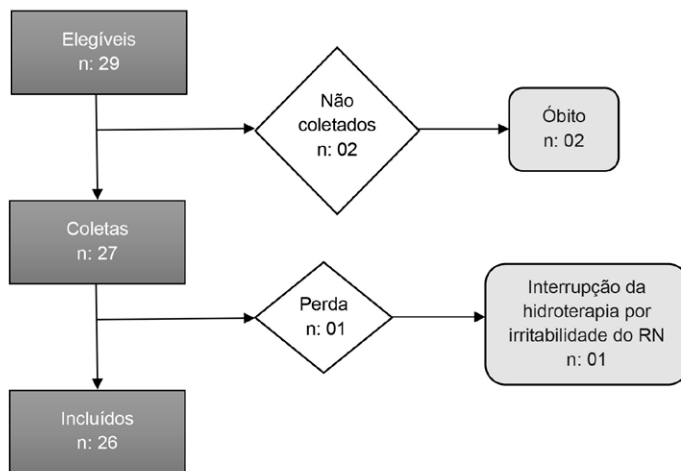 Elegíveis
n: 29
Não
coletados
n: 02
Óbito
n: 02
Coletas
n: 27
Perda
n: 01
Interrupção da
hidroterapia por
irritabilidade do RN
n: 01
Incluídos
n: 26